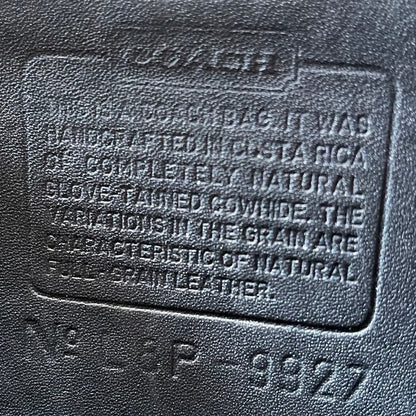 COACH
THIS IS A COACH BAG. IT WAS
HANDCRAFTED IN COSTA RICA
OF COMPLETELY NATURAL
GLOVE-TANNED COWHIDE. THE
VARIATIONS IN THE GRAIN ARE
CHARACTERISTIC OF NATURAL
FULL-GRAIN LEATHER.
Nº -9927